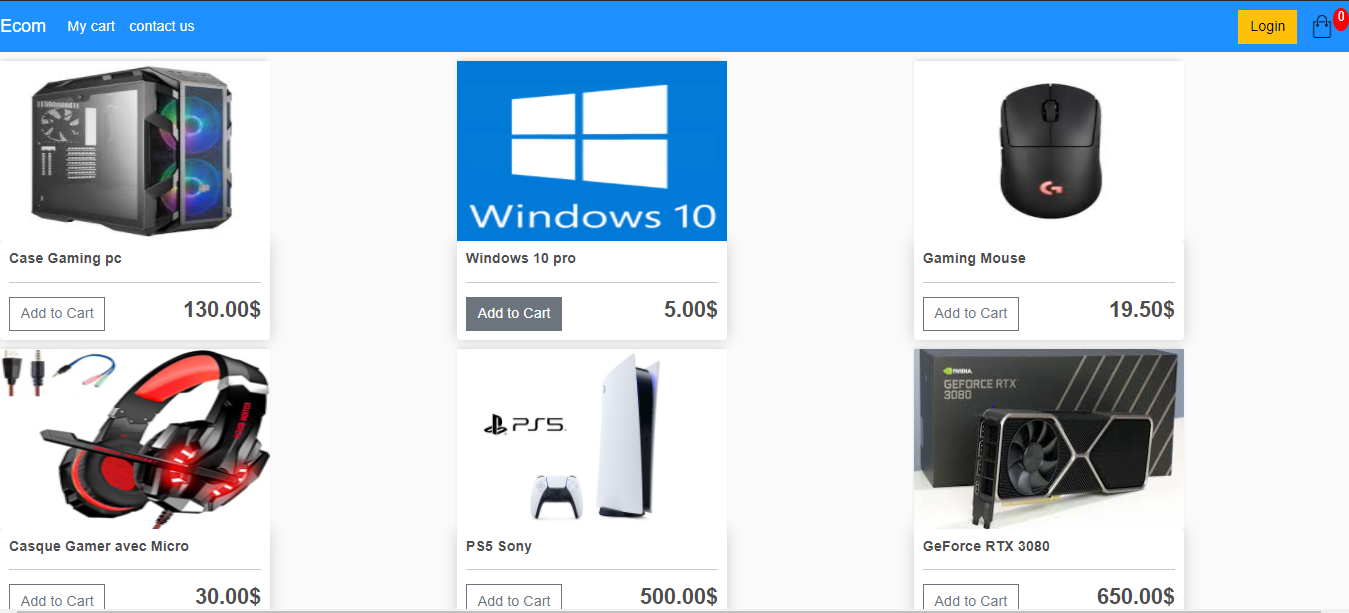 Ecom My cart contact us Login 0
Windows 10
G
Case Gaming pc
Windows 10 pro
Gaming Mouse
Add to Cart 130.00$
Add to Cart 5.00$
Add to Cart 19.50$
PS5
NVIDIA.
GEFORCE RTX
3080
Casque Gamer avec Micro
PS5 Sony
GeForce RTX 3080
Add to Cart 30.00$
Add to Cart 500.00$
Add to Cart 650.00$